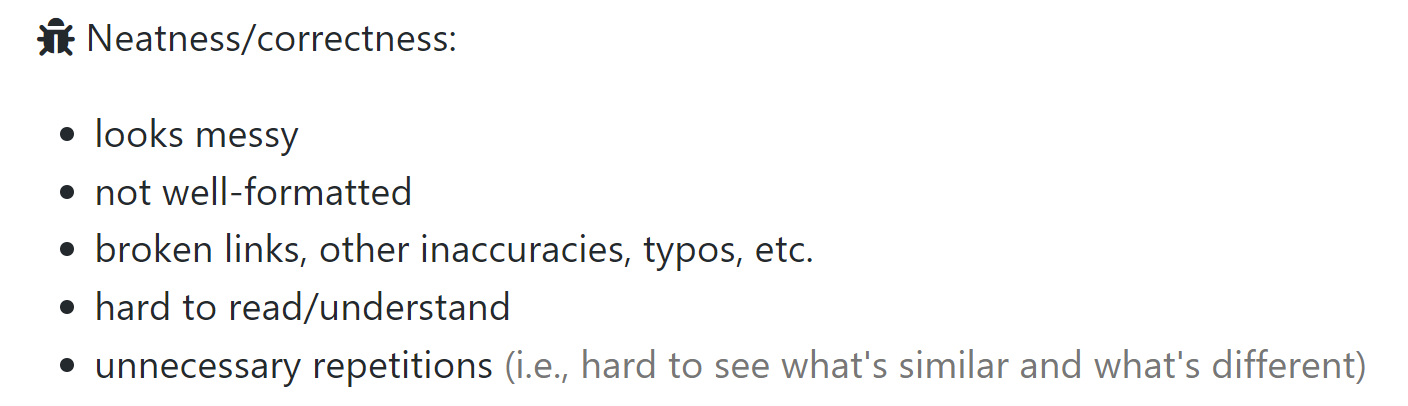 Neatness/correctness:
• looks messy
• not well-formatted
• broken links, other inaccuracies, typos, etc.
• hard to read/understand
• unnecessary repetitions (i.e., hard to see what's similar and what's different)